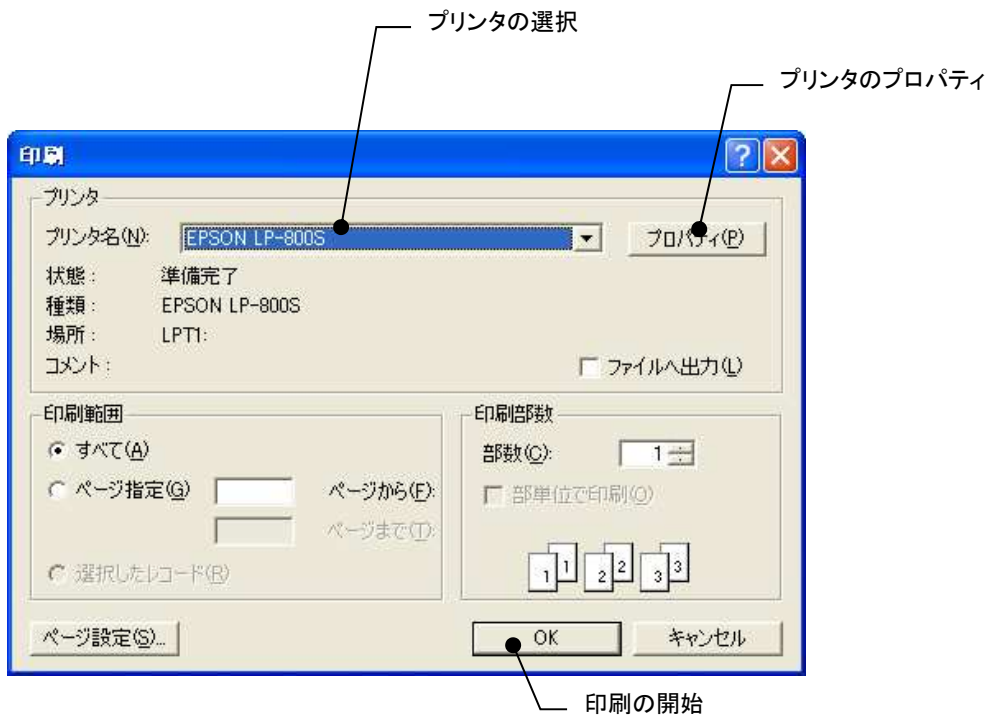 プリンタの選択
プリンタのプロパティ
印刷
プリンタ
プリンタ名(N): EPSON LP-800S プロパティ(P)
状態: 準備完了
種類: EPSON LP-800S
場所: LPT1:
コメント: ファイルへ出力(L)
印刷範囲
すべて(A)
ページ指定(G) ページから(F):
ページまで(T):
選択したレコード(R)
印刷部数
部数(C): 1
部単位で印刷(O)
1 1 2 2 3 3
ページ設定(S)... OK キャンセル
印刷の開始